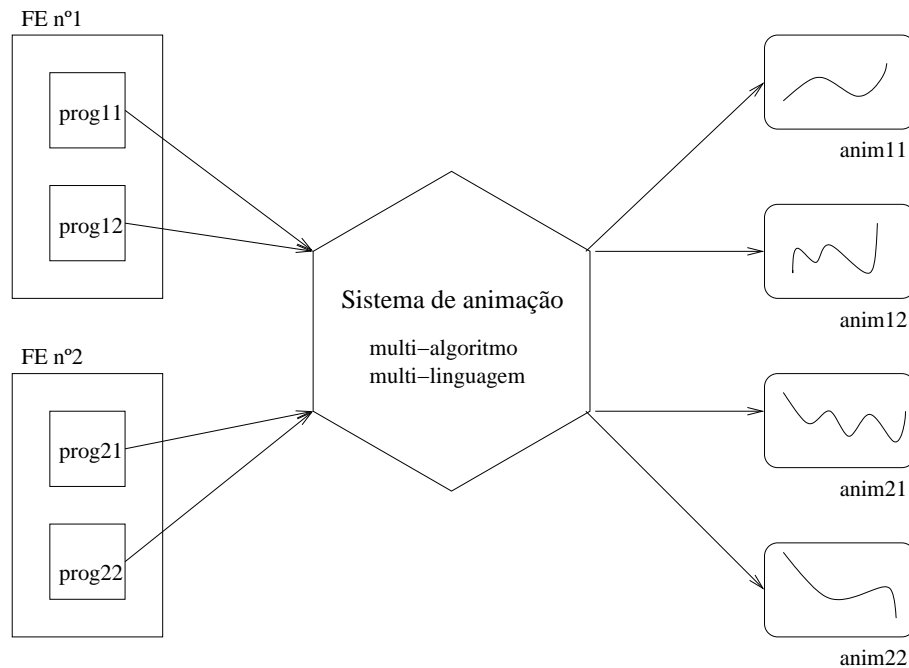 FE nº1
prog11
prog12
FE nº2
prog21
prog22
Sistema de animação
multi−algoritmo
multi−linguagem
anim11
anim12
anim21
anim22